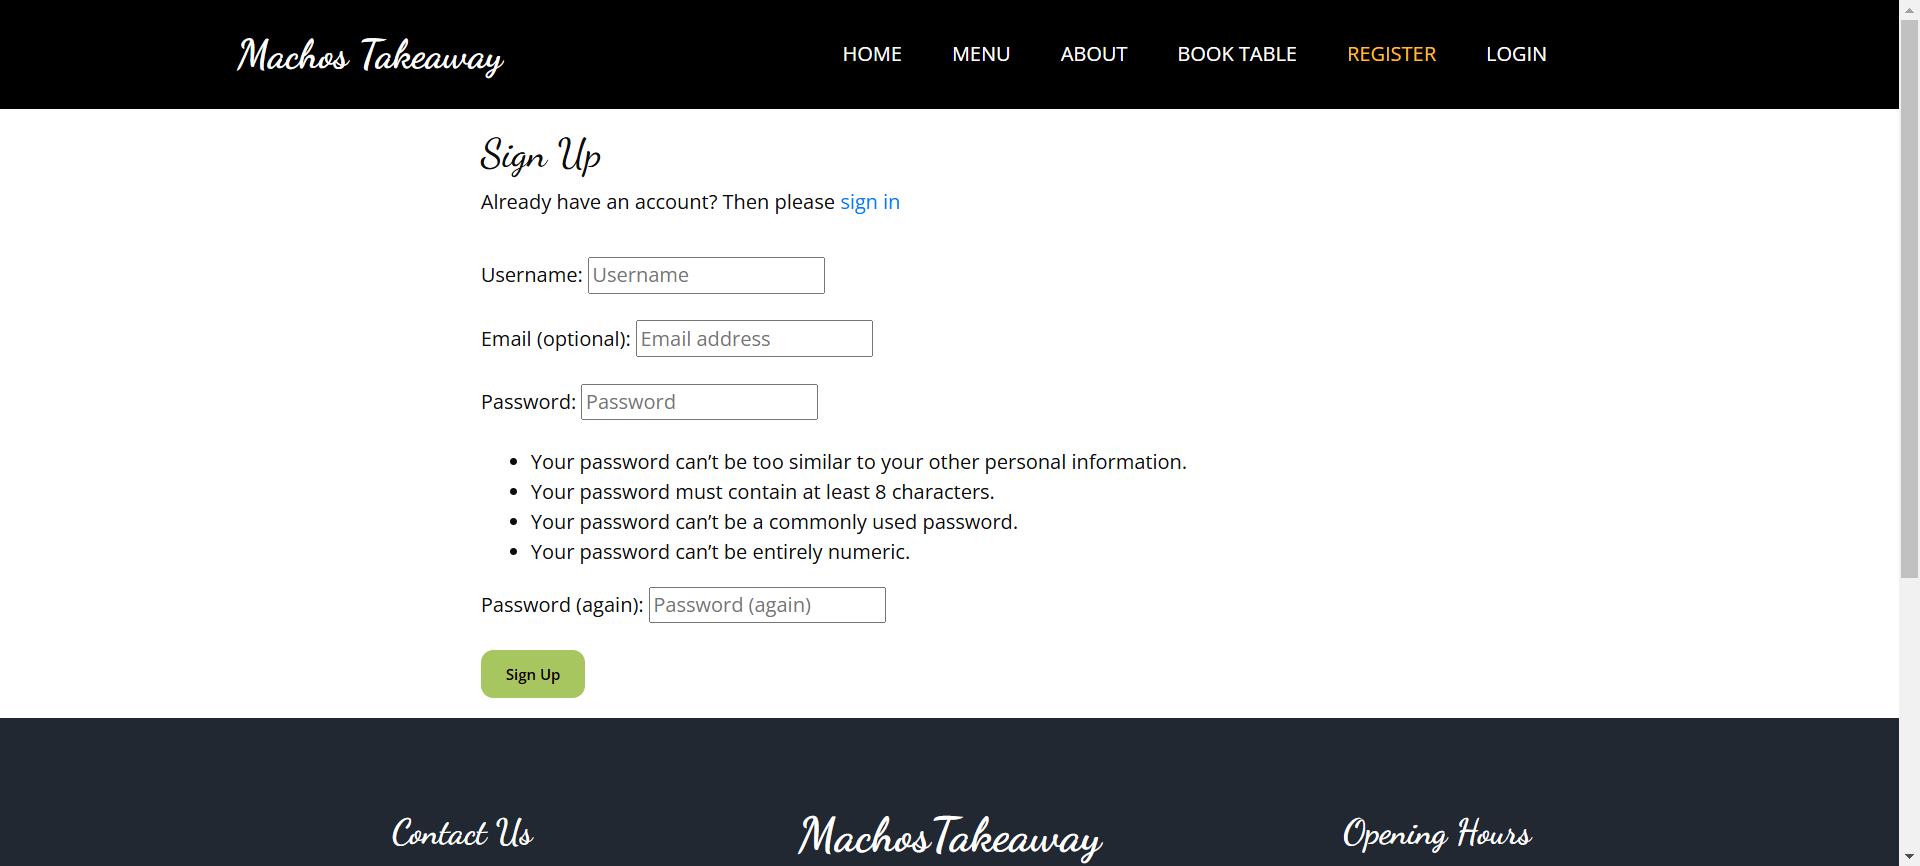 Machos Takeaway
HOME MENU ABOUT BOOK TABLE REGISTER LOGIN
Sign Up
Already have an account? Then please sign in
Username: Username
Email (optional): Email address
Password: Password
• Your password can’t be too similar to your other personal information.
• Your password must contain at least 8 characters.
• Your password can’t be a commonly used password.
• Your password can’t be entirely numeric.
Password (again): Password (again)
Sign Up
Contact Us
MachosTakeaway
Opening Hours